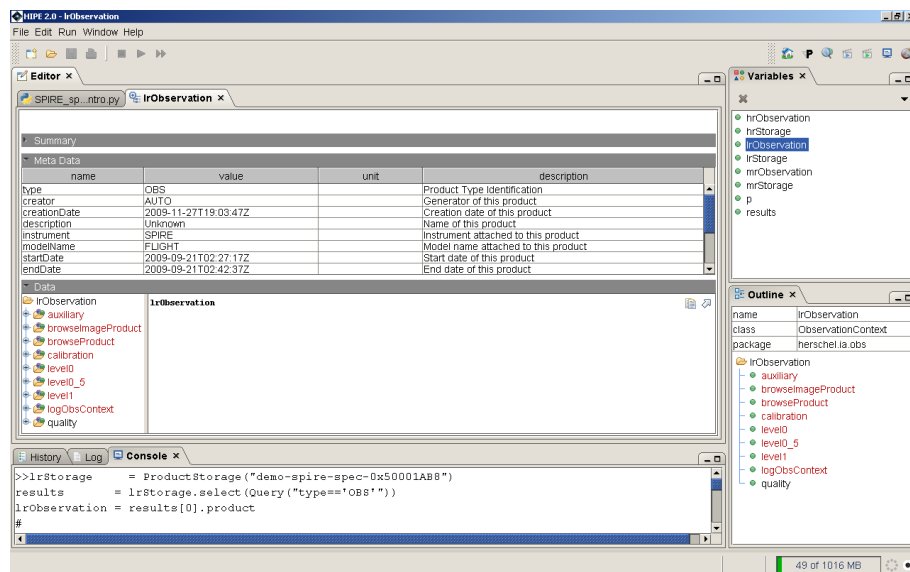 HIPE 2.0 - lrObservation
File Edit Run Window Help
Editor ×
SPIRE_sp...ntro.py lrObservation ×
Summary
Meta Data
name value unit description
type OBS Product Type Identification
creator AUTO Generator of this product
creationDate 2009-11-27T19:03:47Z Creation date of this product
description Unknown Name of this product
instrument SPIRE Instrument attached to this product
modelName FLIGHT Model name attached to this product
startDate 2009-09-21T02:27:17Z Start date of this product
endDate 2009-09-21T02:42:37Z End date of this product
Data
lrObservation
auxiliary
browseImageProduct
browseProduct
calibration
level0
level0_5
level1
logObsContext
quality
lrObservation
History Log Console ×
>>lrStorage = ProductStorage("demo-spire-spec-0x50001AB8")
results = lrStorage.select(Query("type=='OBS'"))
lrObservation = results[0].product
#
Variables ×
hrObservation
hrStorage
lrObservation
lrStorage
mrObservation
mrStorage
p
results
Outline ×
name lrObservation
class ObservationContext
package herschel.ia.obs
lrObservation
auxiliary
browseImageProduct
browseProduct
calibration
level0
level0_5
level1
logObsContext
quality
49 of 1016 MB